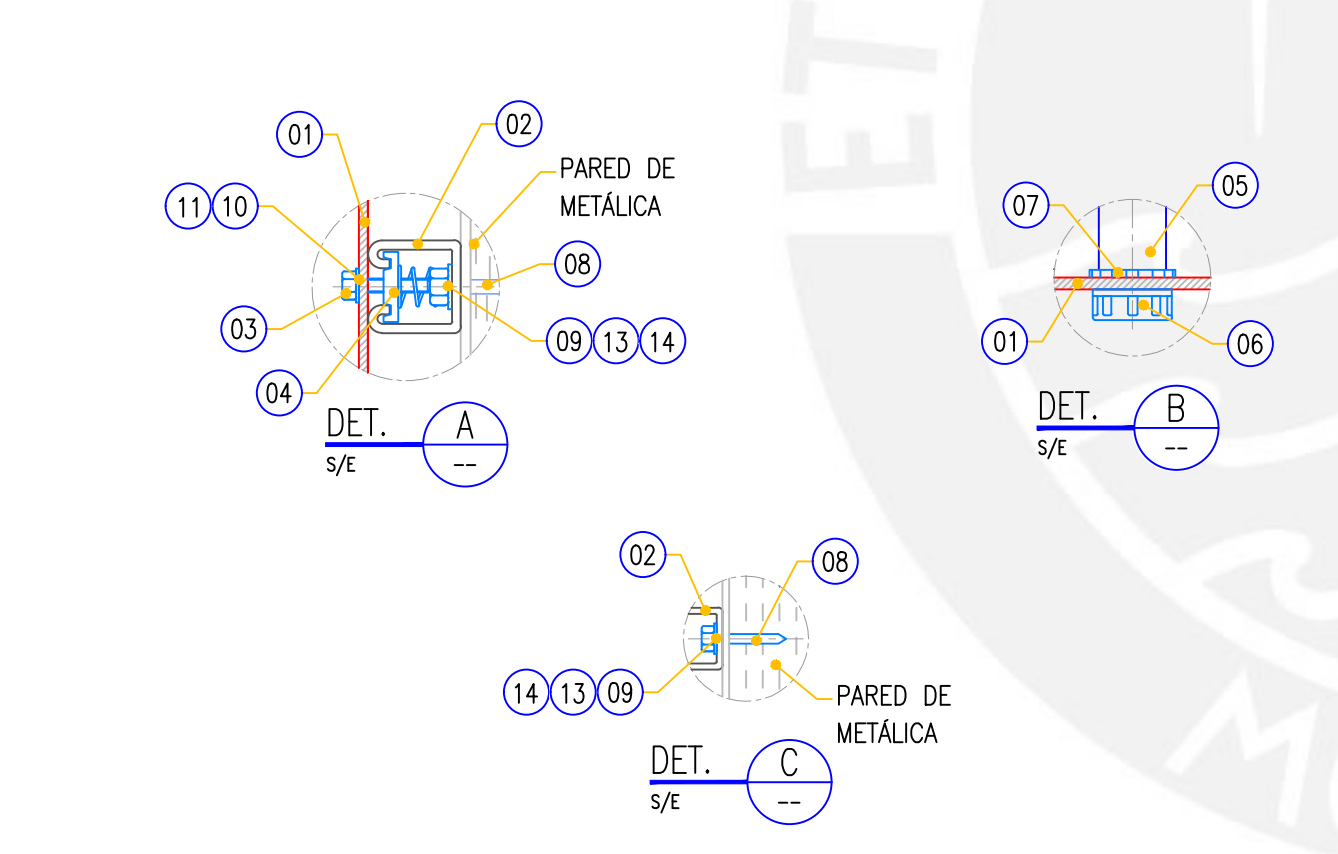 01
02
PARED DE
METÁLICA
11 10
08
03
09 13 14
04
DET. A
S/E --
07
05
01
06
DET. B
S/E --
02
08
14 13 09
PARED DE
METÁLICA
DET. C
S/E --
ET
M